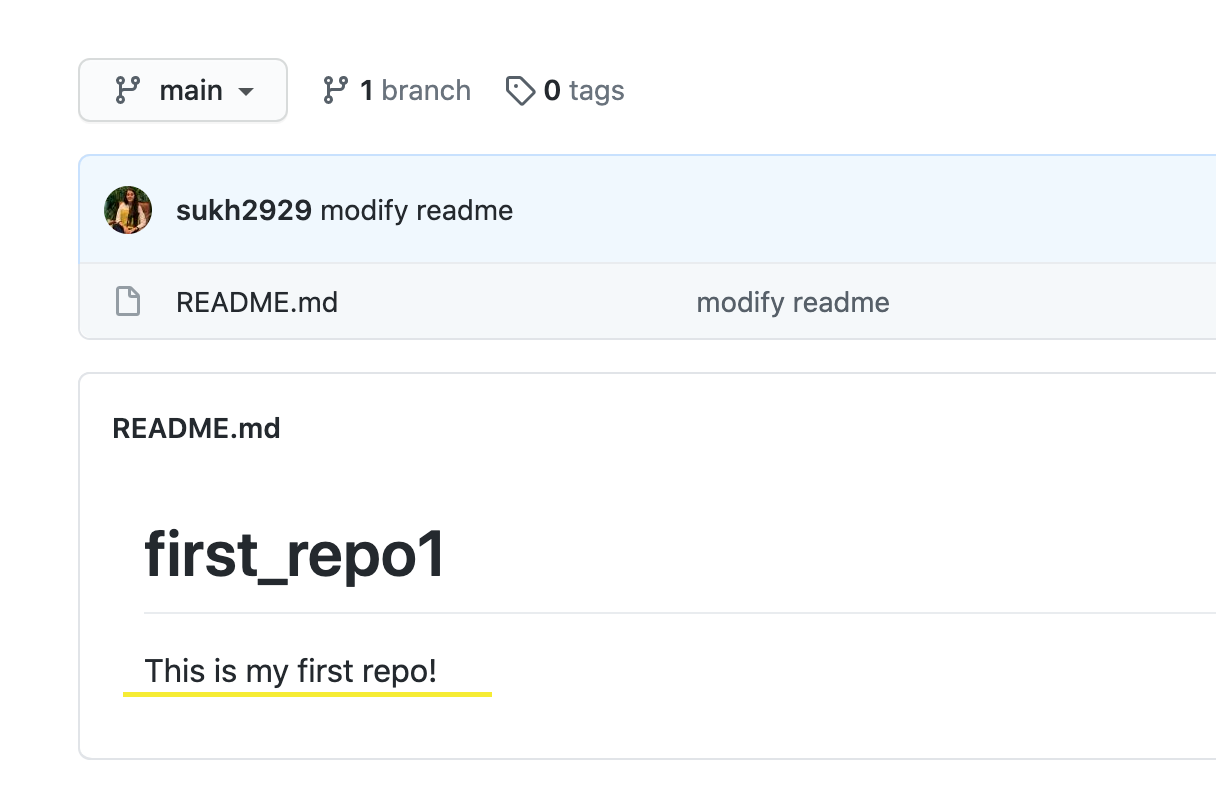 main 1 branch 0 tags
sukh2929 modify readme
README.md modify readme
README.md
first_repo1
This is my first repo!